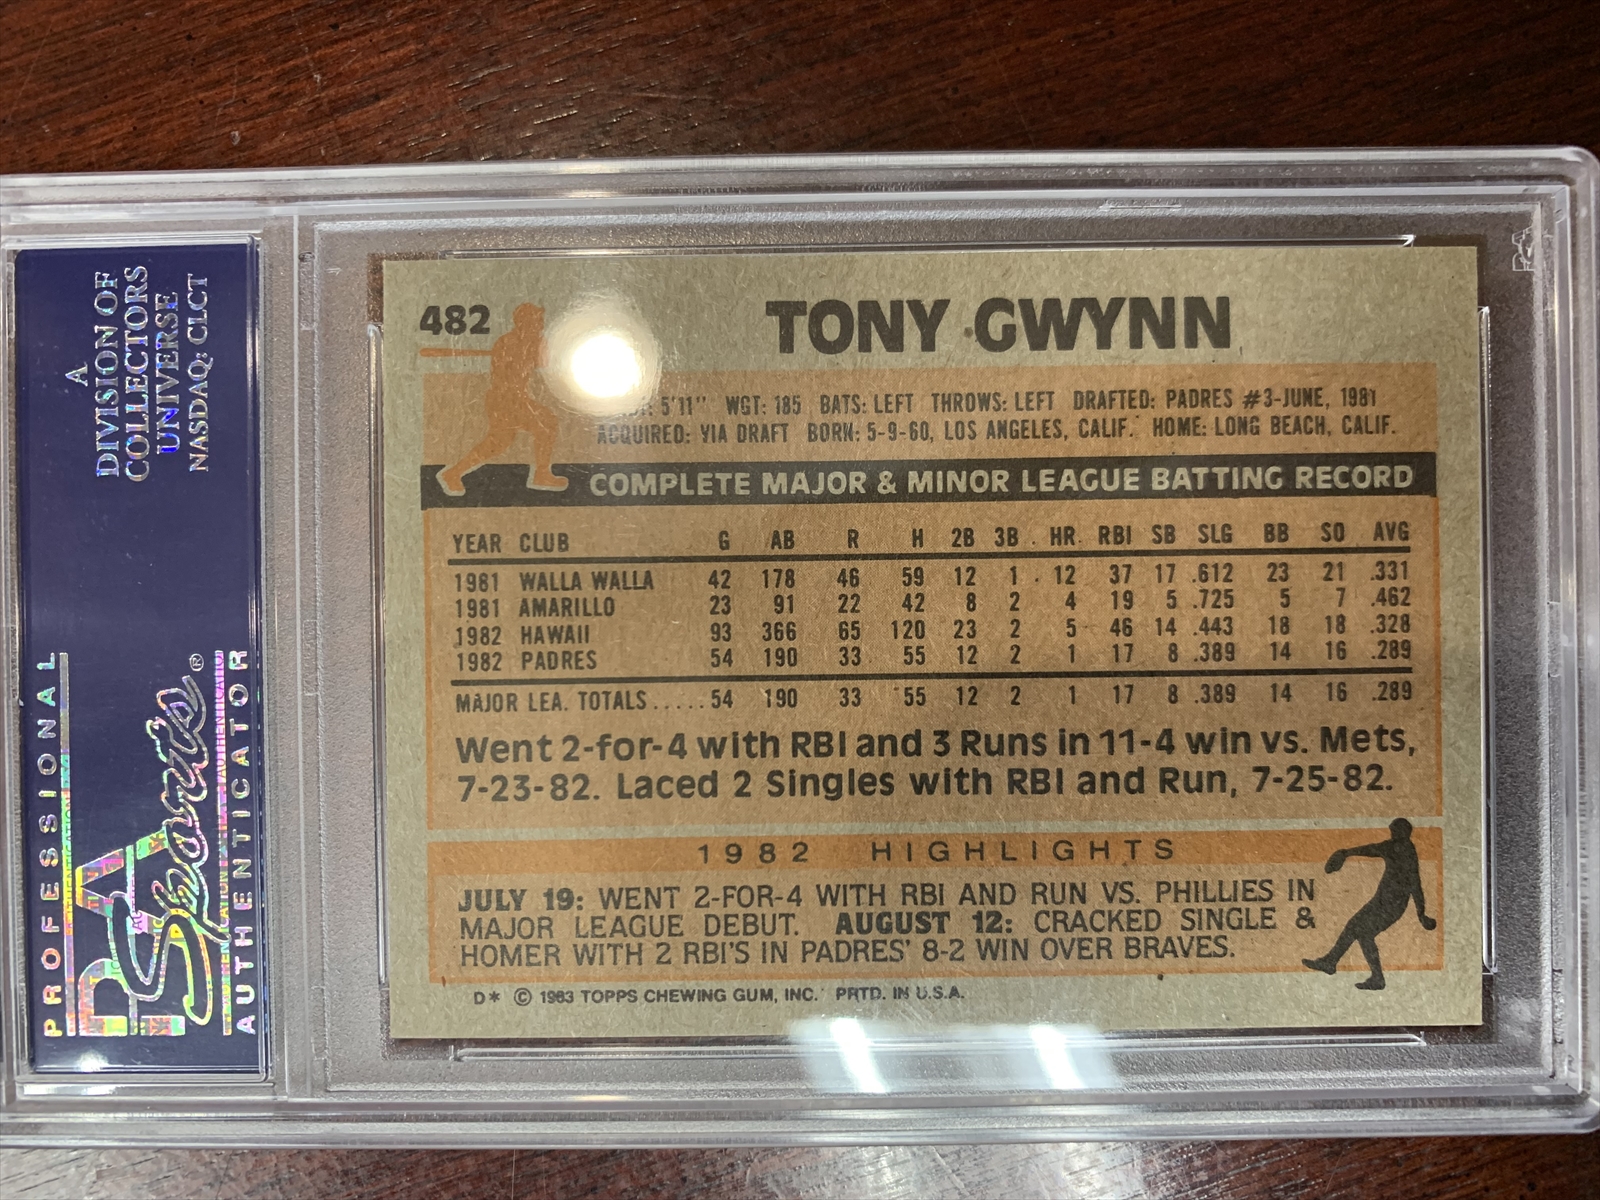 A
DIVISION OF
COLLECTORS
UNIVERSE
NASDAQ: CLCT
PROFESSIONAL
PSA
Sports®
AUTHENTICATOR
482
TONY GWYNN
5'11" WGT: 185 BATS: LEFT THROWS: LEFT DRAFTED: PADRES #3-JUNE, 1981
ACQUIRED: VIA DRAFT BORN: 5-9-60, LOS ANGELES, CALIF. HOME: LONG BEACH, CALIF.
COMPLETE MAJOR & MINOR LEAGUE BATTING RECORD
YEAR CLUB G AB R H 2B 3B HR RBI SB SLG BB SO AVG
1981 WALLA WALLA 42 178 46 59 12 1 12 37 17 .612 23 21 .331
1981 AMARILLO 23 91 22 42 8 2 4 19 5 .725 5 7 .462
1982 HAWAII 93 366 65 120 23 2 5 46 14 .443 18 18 .328
1982 PADRES 54 190 33 55 12 2 1 17 8 .389 14 16 .289
MAJOR LEA. TOTALS.....54 190 33 55 12 2 1 17 8 .389 14 16 .289
Went 2-for-4 with RBI and 3 Runs in 11-4 win vs. Mets,
7-23-82. Laced 2 Singles with RBI and Run, 7-25-82.
1982 HIGHLIGHTS
JULY 19: WENT 2-FOR-4 WITH RBI AND RUN VS. PHILLIES IN
MAJOR LEAGUE DEBUT. AUGUST 12: CRACKED SINGLE &
HOMER WITH 2 RBI'S IN PADRES' 8-2 WIN OVER BRAVES.
D* © 1983 TOPPS CHEWING GUM, INC. PRTD. IN U.S.A.